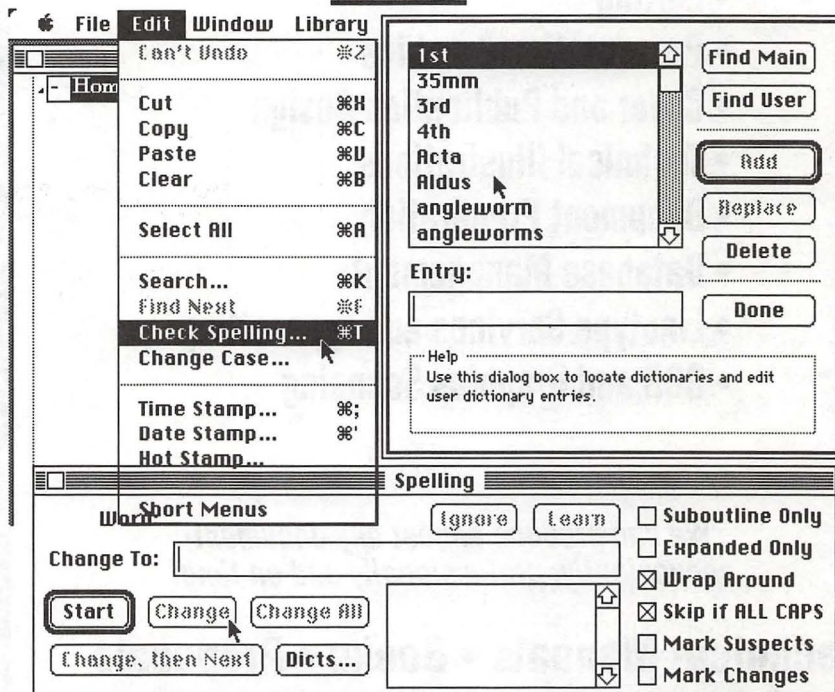 File Edit Window Library
Can't Undo ⌘Z
Cut ⌘X
Copy ⌘C
Paste ⌘V
Clear ⌘B
Select All ⌘A
Search... ⌘K
Find Next ⌘F
Check Spelling... ⌘T
Change Case...
Time Stamp... ⌘;
Date Stamp... ⌘'
Hot Stamp...
Short Menus
Hom
1st
35mm
3rd
4th
Acta
Aldus
angleworm
angleworms
Entry:
Find Main
Find User
Add
Replace
Delete
Done
Help
Use this dialog box to locate dictionaries and edit
user dictionary entries.
Spelling
Word
Ignore Learn
Change To:
Start Change Change All
Change, then Next Dicts...
Suboutline Only
Expanded Only
Wrap Around
Skip if ALL CAPS
Mark Suspects
Mark Changes